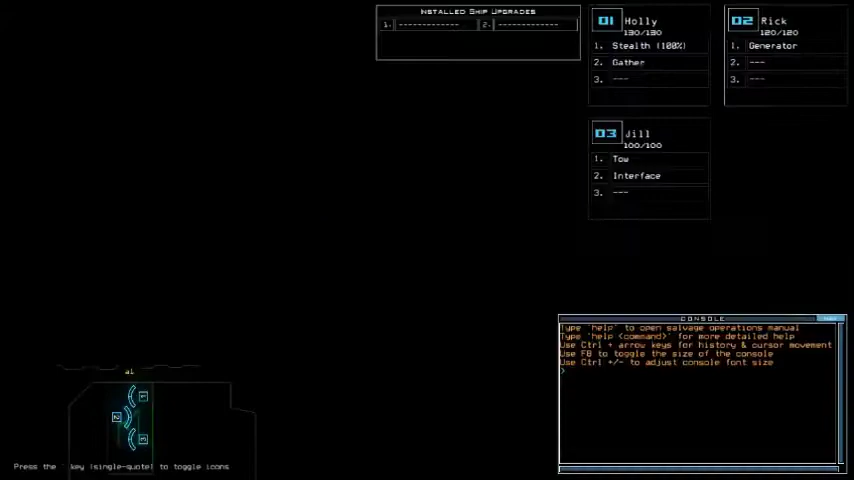 INSTALLED SHIP UPGRADES
1. ------------- 2. -------------
01 Holly
130/130
1. Stealth (100%)
2. Gather
3. ---
02 Rick
120/120
1. Generator
2. ---
3. ---
03 Jill
100/100
1. Tow
2. Interface
3. ---
CONSOLE
Type 'help' to open salvage operations manual
Type 'help <command>' for more detailed help
Use Ctrl + arrow keys for history & cursor movement
Use F8 to toggle the size of the console
Use Ctrl +/- to adjust console font size
>
a1
1
2
3
Press the ' key (single-quote) to toggle icons